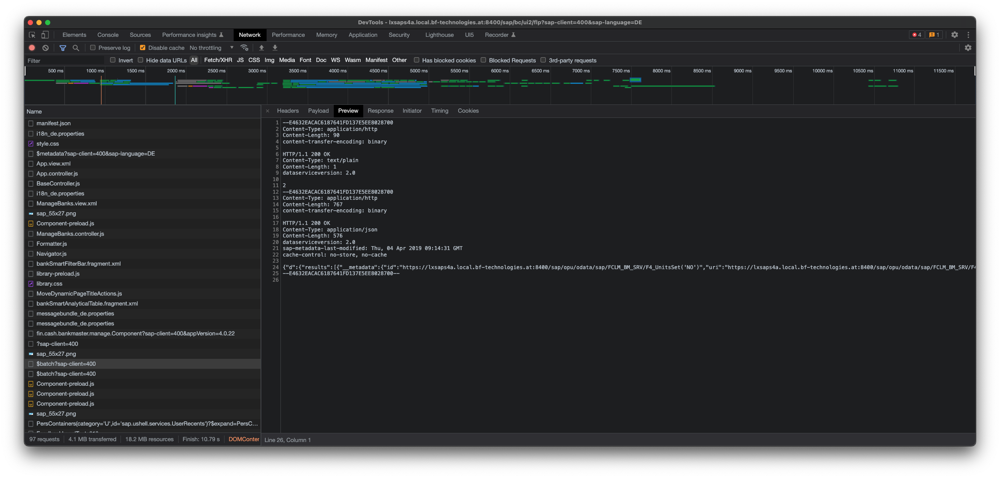 DevTools - lxsaps4a.local.bf-technologies.at:8400/sap/bc/ui2/flp?sap-client=400&sap-language=DE
Elements Console Sources Performance insights Network Performance Memory Application Security Lighthouse UI5 Recorder 4 1
Preserve log Disable cache No throttling
Filter Invert Hide data URLs All Fetch/XHR JS CSS Img Media Font Doc WS Wasm Manifest Other Has blocked cookies Blocked Requests 3rd-party requests
500 ms 1000 ms 1500 ms 2000 ms 2500 ms 3000 ms 3500 ms 4000 ms 4500 ms 5000 ms 5500 ms 6000 ms 6500 ms 7000 ms 7500 ms 8000 ms 8500 ms 9000 ms 9500 ms 10000 ms 10500 ms 11000 ms 11500 ms
Name
manifest.json
i18n_de.properties
style.css
$metadata?sap-client=400&sap-language=DE
App.view.xml
App.controller.js
BaseController.js
i18n_de.properties
ManageBanks.view.xml
sap_55x27.png
Component-preload.js
ManageBanks.controller.js
Formatter.js
Navigator.js
bankSmartFilterBar.fragment.xml
library-preload.js
library.css
MoveDynamicPageTitleActions.js
bankSmartAnalyticalTable.fragment.xml
messagebundle_de.properties
messagebundle_de.properties
fin.cash.bankmaster.manage.Component?sap-client=400&appVersion=4.0.22
?sap-client=400
sap_55x27.png
$batch?sap-client=400
$batch?sap-client=400
Component-preload.js
Component-preload.js
Component-preload.js
sap_55x27.png
PersContainers(category='U',id='sap.ushell.services.UserRecents')?$expand=PersC...
97 requests 4.1 MB transferred 18.2 MB resources Finish: 10.79 s DOMConter
Headers Payload Preview Response Initiator Timing Cookies
1 --E4632EACAC6187641FD137E5EE8028700
2 Content-Type: application/http
3 Content-Length: 90
4 content-transfer-encoding: binary
5
6 HTTP/1.1 200 OK
7 Content-Type: text/plain
8 Content-Length: 1
9 dataserviceversion: 2.0
10
11 2
12 --E4632EACAC6187641FD137E5EE8028700
13 Content-Type: application/http
14 Content-Length: 767
15 content-transfer-encoding: binary
16
17 HTTP/1.1 200 OK
18 Content-Type: application/json
19 Content-Length: 576
20 dataserviceversion: 2.0
21 sap-metadata-last-modified: Thu, 04 Apr 2019 09:14:31 GMT
22 cache-control: no-store, no-cache
23
24 {"d":{"results":[{"__metadata":{"id":"https://lxsaps4a.local.bf-technologies.at:8400/sap/opu/odata/sap/FCLM_BM_SRV/F4_UnitsSet('NO')","uri":"https://lxsaps4a.local.bf-technologies.at:8400/sap/opu/odata/sap/FCLM_BM_SRV/F4
25 --E4632EACAC6187641FD137E5EE8028700--
26
Line 26, Column 1